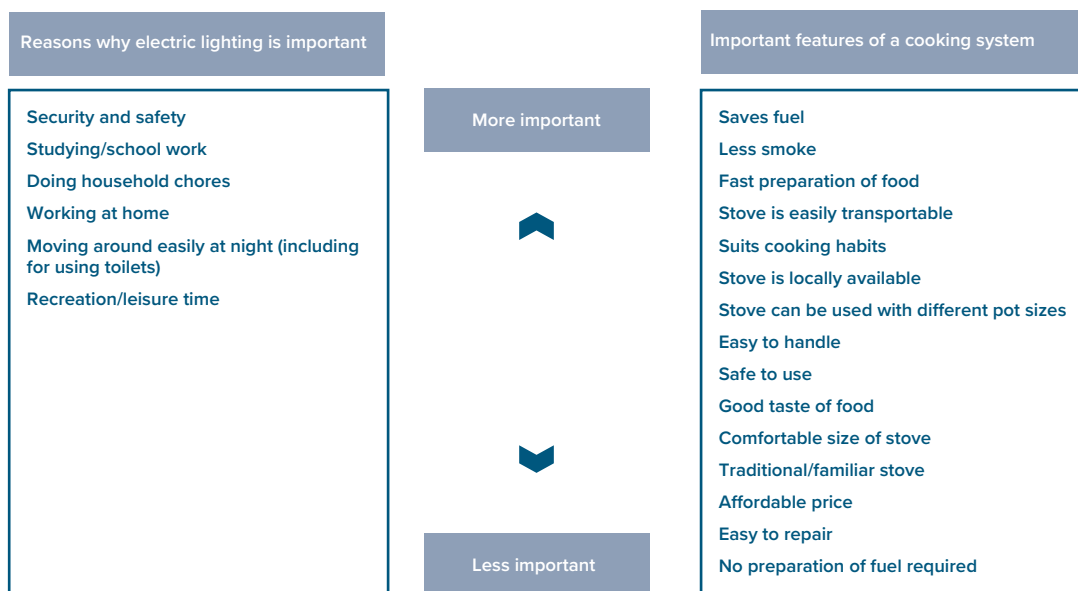 Reasons why electric lighting is important
Security and safety
Studying/school work
Doing household chores
Working at home
Moving around easily at night (including
for using toilets)
Recreation/leisure time
More important
Less important
Important features of a cooking system
Saves fuel
Less smoke
Fast preparation of food
Stove is easily transportable
Suits cooking habits
Stove is locally available
Stove can be used with different pot sizes
Easy to handle
Safe to use
Good taste of food
Comfortable size of stove
Traditional/familiar stove
Affordable price
Easy to repair
No preparation of fuel required